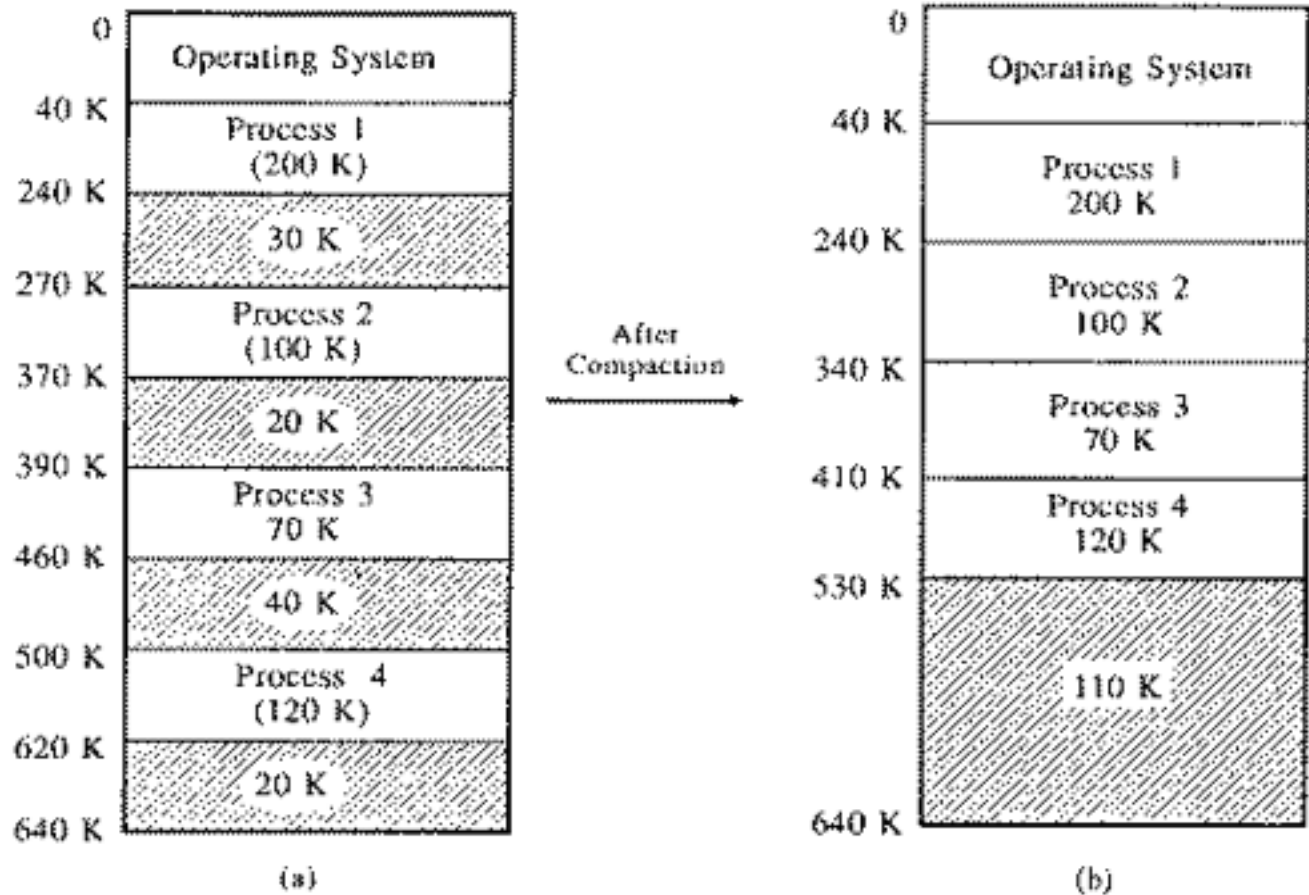 0
Operating System
40 K
Process 1
(200 K)
240 K
30 K
270 K
Process 2
(100 K)
370 K
20 K
390 K
Process 3
70 K
460 K
40 K
500 K
Process 4
(120 K)
620 K
20 K
640 K
(a)
After
Compaction
0
Operating System
40 K
Process 1
200 K
240 K
Process 2
100 K
340 K
Process 3
70 K
410 K
Process 4
120 K
530 K
110 K
640 K
(b)